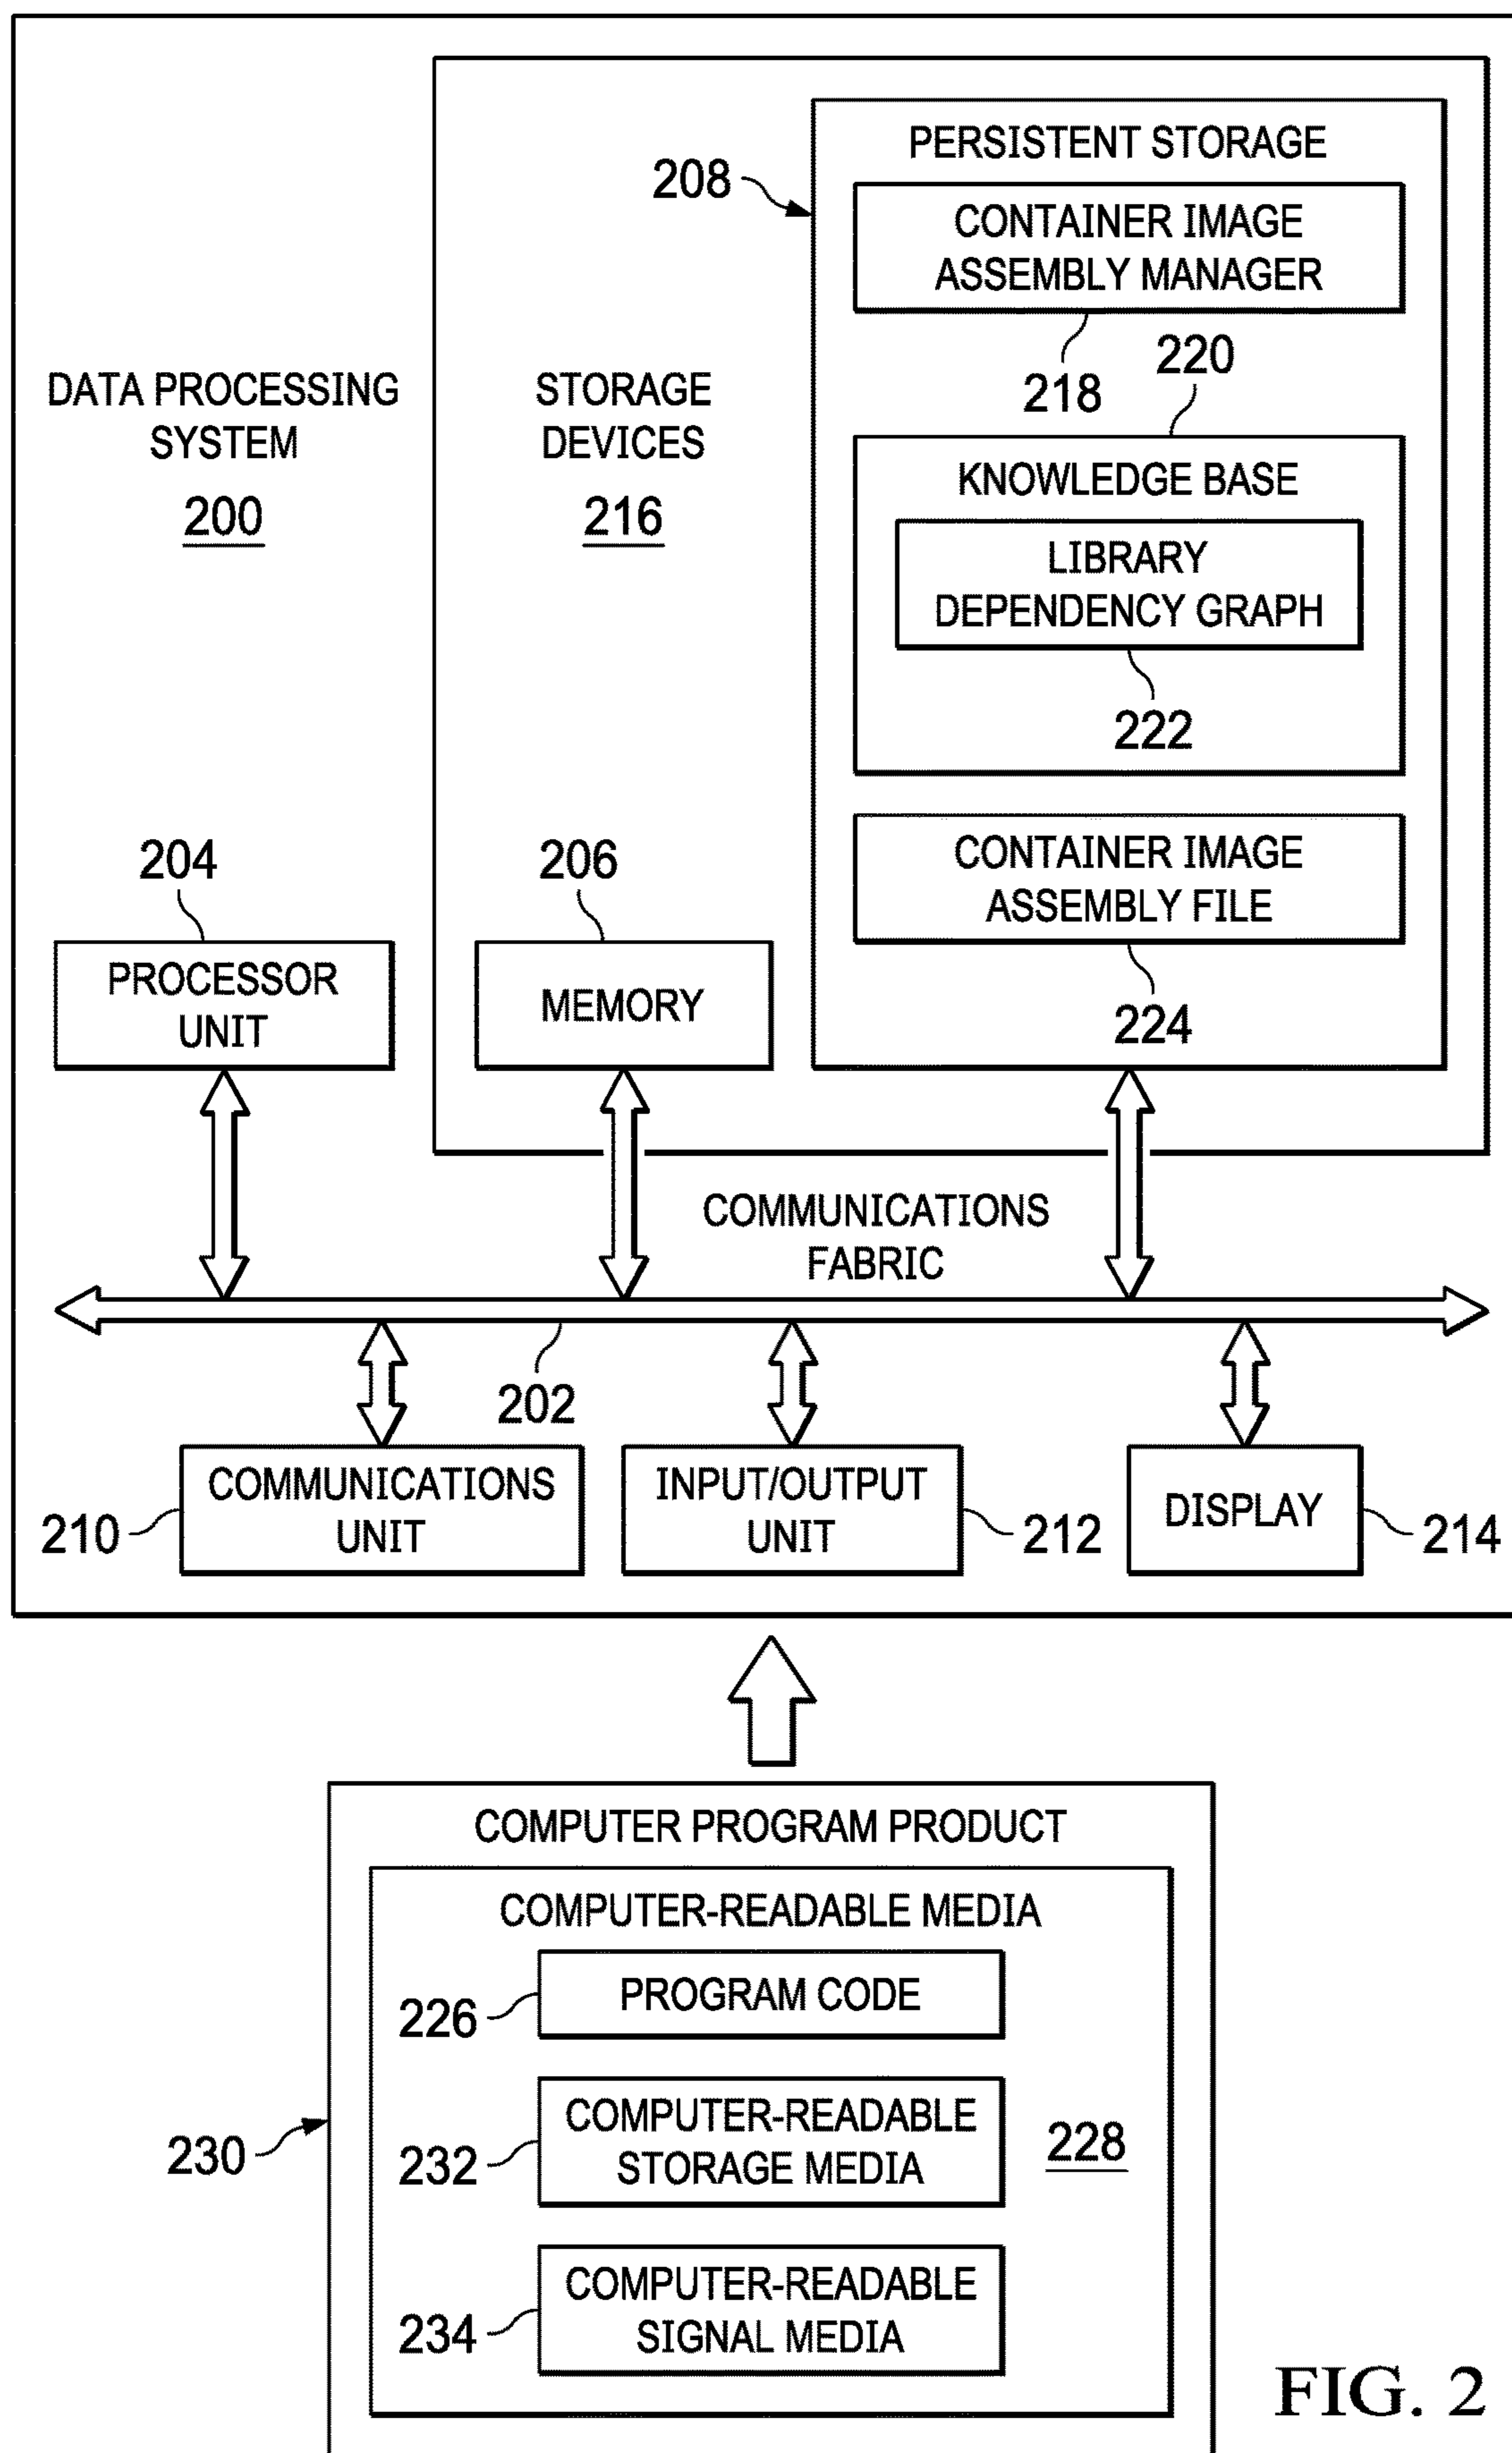 PERSISTENT STORAGE
208
CONTAINER IMAGE
ASSEMBLY MANAGER
218
220
DATA PROCESSING
SYSTEM
200
STORAGE
DEVICES
216
KNOWLEDGE BASE
LIBRARY
DEPENDENCY GRAPH
222
CONTAINER IMAGE
ASSEMBLY FILE
224
204
PROCESSOR
UNIT
206
MEMORY
COMMUNICATIONS
FABRIC
202
COMMUNICATIONS
UNIT
210
INPUT/OUTPUT
UNIT
212
DISPLAY
214
COMPUTER PROGRAM PRODUCT
COMPUTER-READABLE MEDIA
PROGRAM CODE
226
COMPUTER-READABLE
STORAGE MEDIA
232
228
230
COMPUTER-READABLE
SIGNAL MEDIA
234
FIG. 2